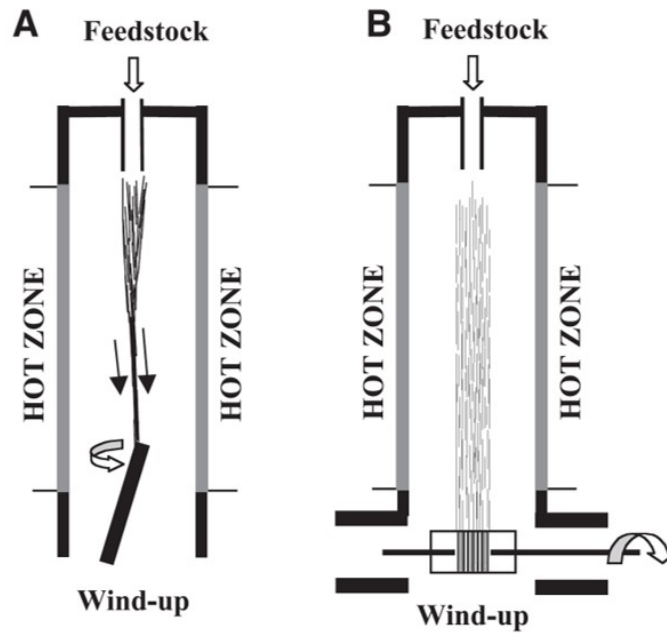 A
Feedstock
HOT ZONE
HOT ZONE
Wind-up
B
Feedstock
HOT ZONE
HOT ZONE
Wind-up